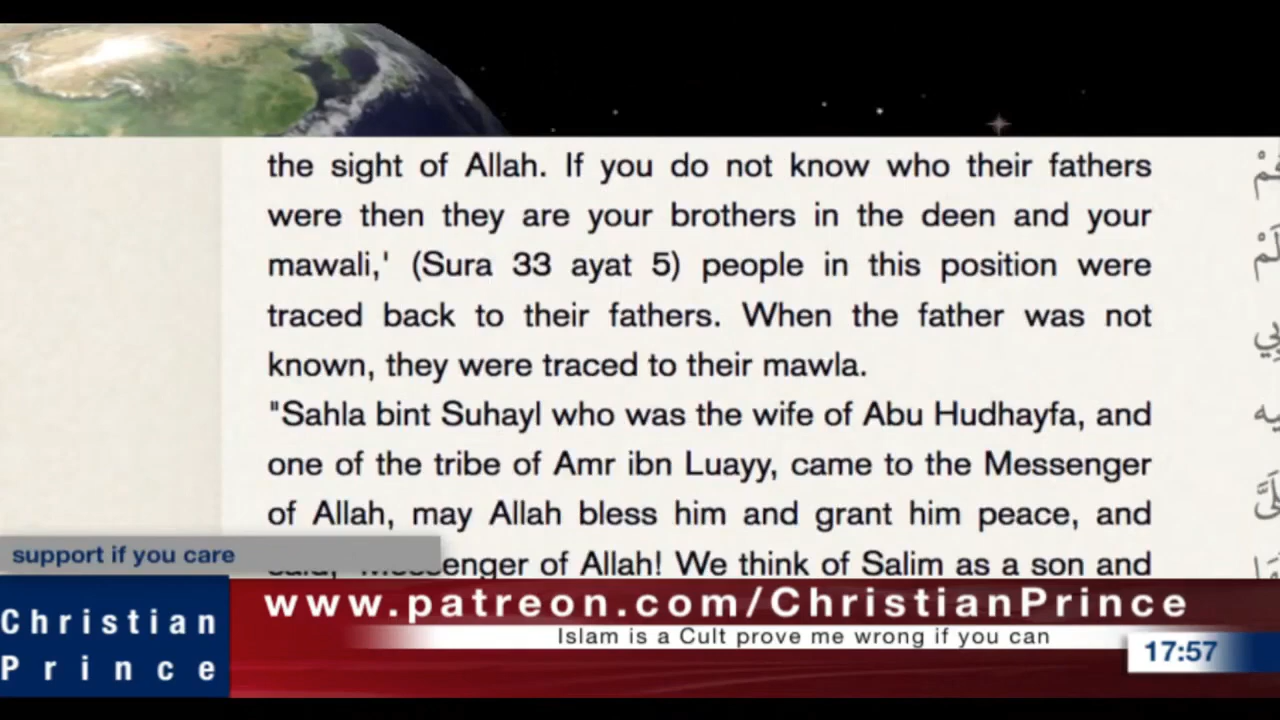 the sight of Allah. If you do not know who their fathers
were then they are your brothers in the deen and your
mawali,' (Sura 33 ayat 5) people in this position were
traced back to their fathers. When the father was not
known, they were traced to their mawla.
"Sahla bint Suhayl who was the wife of Abu Hudhayfa, and
one of the tribe of Amr ibn Luayy, came to the Messenger
of Allah, may Allah bless him and grant him peace, and
said, 'Messenger of Allah! We think of Salim as a son and
support if you care
Christian
Prince
www.patreon.com/ChristianPrince
Islam is a Cult prove me wrong if you can
17:57